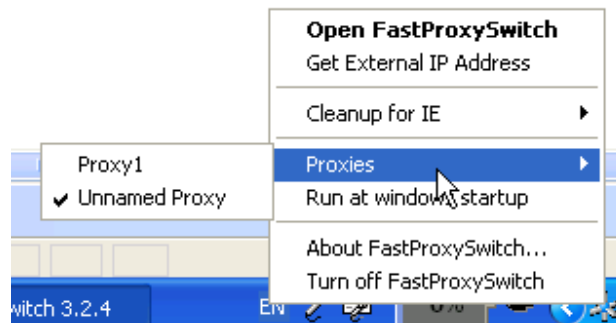 Open FastProxySwitch
Get External IP Address
Cleanup for IE
Proxies
Run at windows startup
About FastProxySwitch...
Turn off FastProxySwitch
Proxy1
Unnamed Proxy
witch 3.2.4
EN
0%